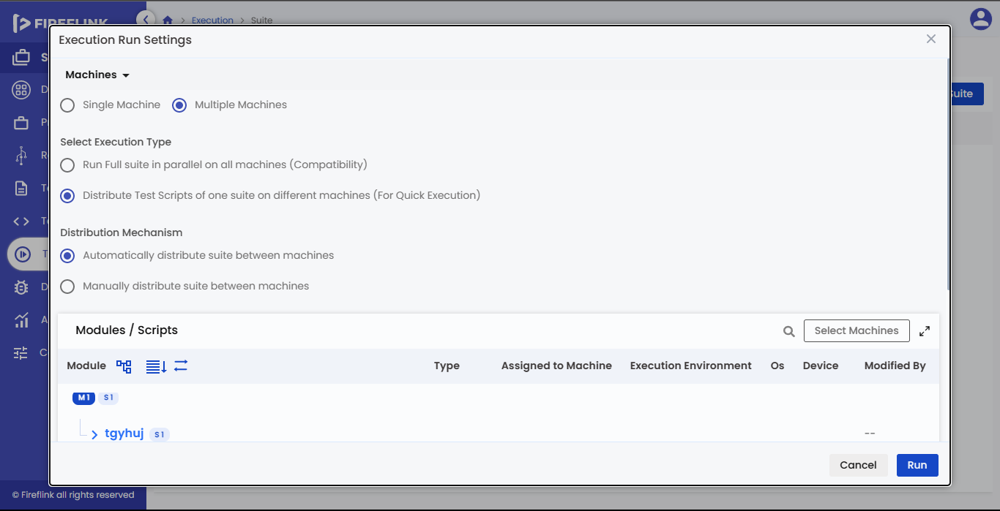 FIREFLINK
Execution
Suite
Execution Run Settings
Machines
Suite
Single Machine
Multiple Machines
Select Execution Type
Run Full suite in parallel on all machines (Compatibility)
Distribute Test Scripts of one suite on different machines (For Quick Execution)
Distribution Mechanism
Automatically distribute suite between machines
Manually distribute suite between machines
Modules / Scripts
Select Machines
Module Type Assigned to Machine Execution Environment Os Device Modified By
M1 S1
tgyhuj S1 --
Cancel Run
© Fireflink all rights reserved